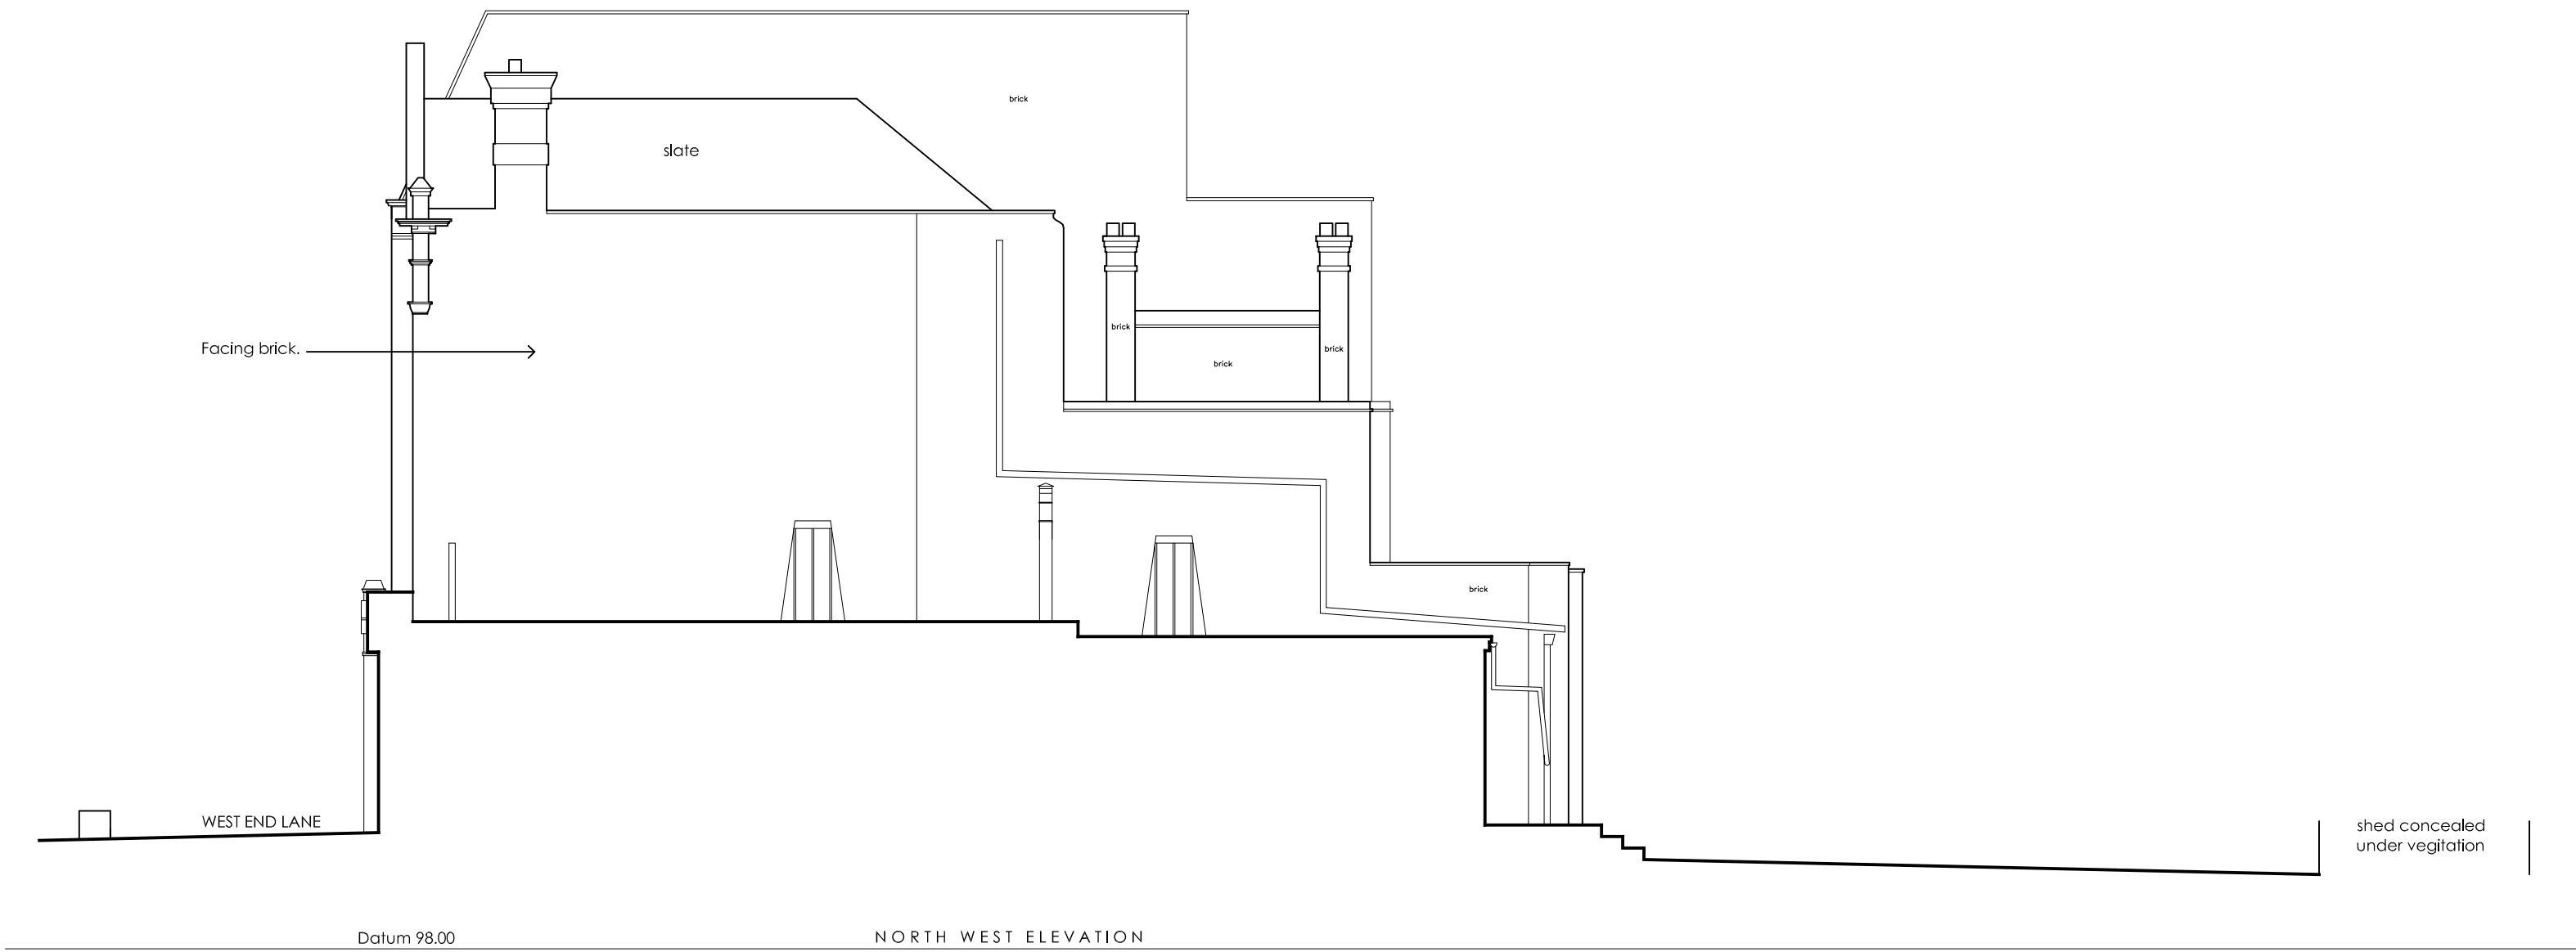 brick
slate
brick
Facing brick.
brick
brick
brick
WEST END LANE
shed concealed
under vegitation
Datum 98.00
NORTH WEST ELEVATION